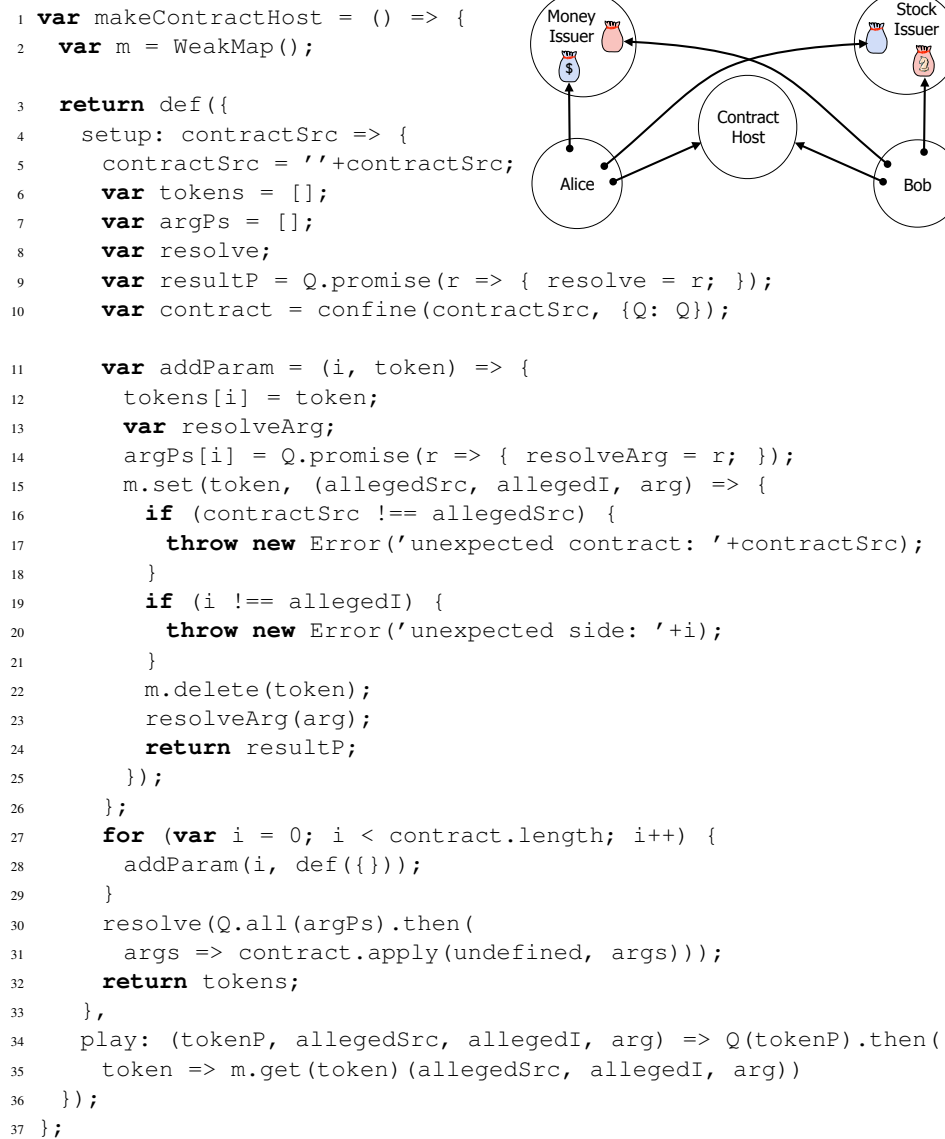 1 var makeContractHost = () => {
2 var m = WeakMap();
3 return def({
4 setup: contractSrc => {
5 contractSrc = ''+contractSrc;
6 var tokens = [];
7 var argPs = [];
8 var resolve;
9 var resultP = Q.promise(r => { resolve = r; });
10 var contract = confine(contractSrc, {Q: Q});
11 var addParam = (i, token) => {
12 tokens[i] = token;
13 var resolveArg;
14 argPs[i] = Q.promise(r => { resolveArg = r; });
15 m.set(token, (allegedSrc, allegedI, arg) => {
16 if (contractSrc !== allegedSrc) {
17 throw new Error('unexpected contract: '+contractSrc);
18 }
19 if (i !== allegedI) {
20 throw new Error('unexpected side: '+i);
21 }
22 m.delete(token);
23 resolveArg(arg);
24 return resultP;
25 });
26 };
27 for (var i = 0; i < contract.length; i++) {
28 addParam(i, def({}));
29 }
30 resolve(Q.all(argPs).then(
31 args => contract.apply(undefined, args)));
32 return tokens;
33 },
34 play: (tokenP, allegedSrc, allegedI, arg) => Q(tokenP).then(
35 token => m.get(token)(allegedSrc, allegedI, arg))
36 });
37 };
Money
Issuer
$
Stock
Issuer
Contract
Host
Alice
Bob